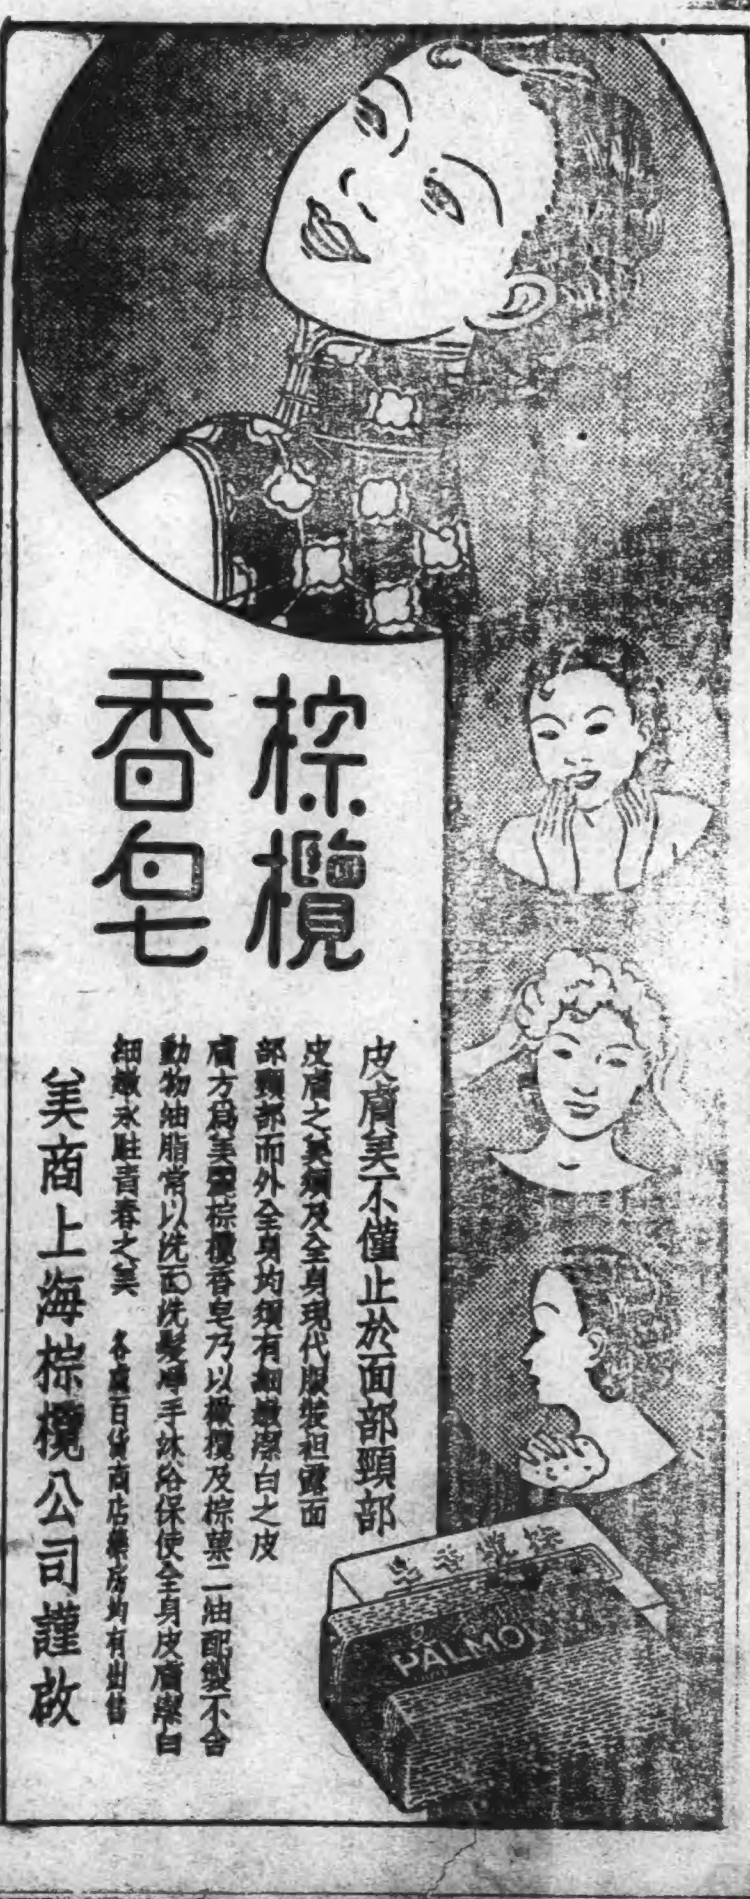 棕欖
香皂
皮膚美不僅止於面部頸部
皮膚之美須及全身現代服裝袒露面
部頸部而外全身均須有細嫩潔白之皮
膚方爲美麗棕欖香皂乃以橄欖及棕菓二油配製不含
動物油脂常以洗面洗髮摩手沐浴保使全身皮膚潔白
細嫩永駐青春之美 各處百貨商店藥房均有出售
美商上海棕欖公司謹啟
PALMOL